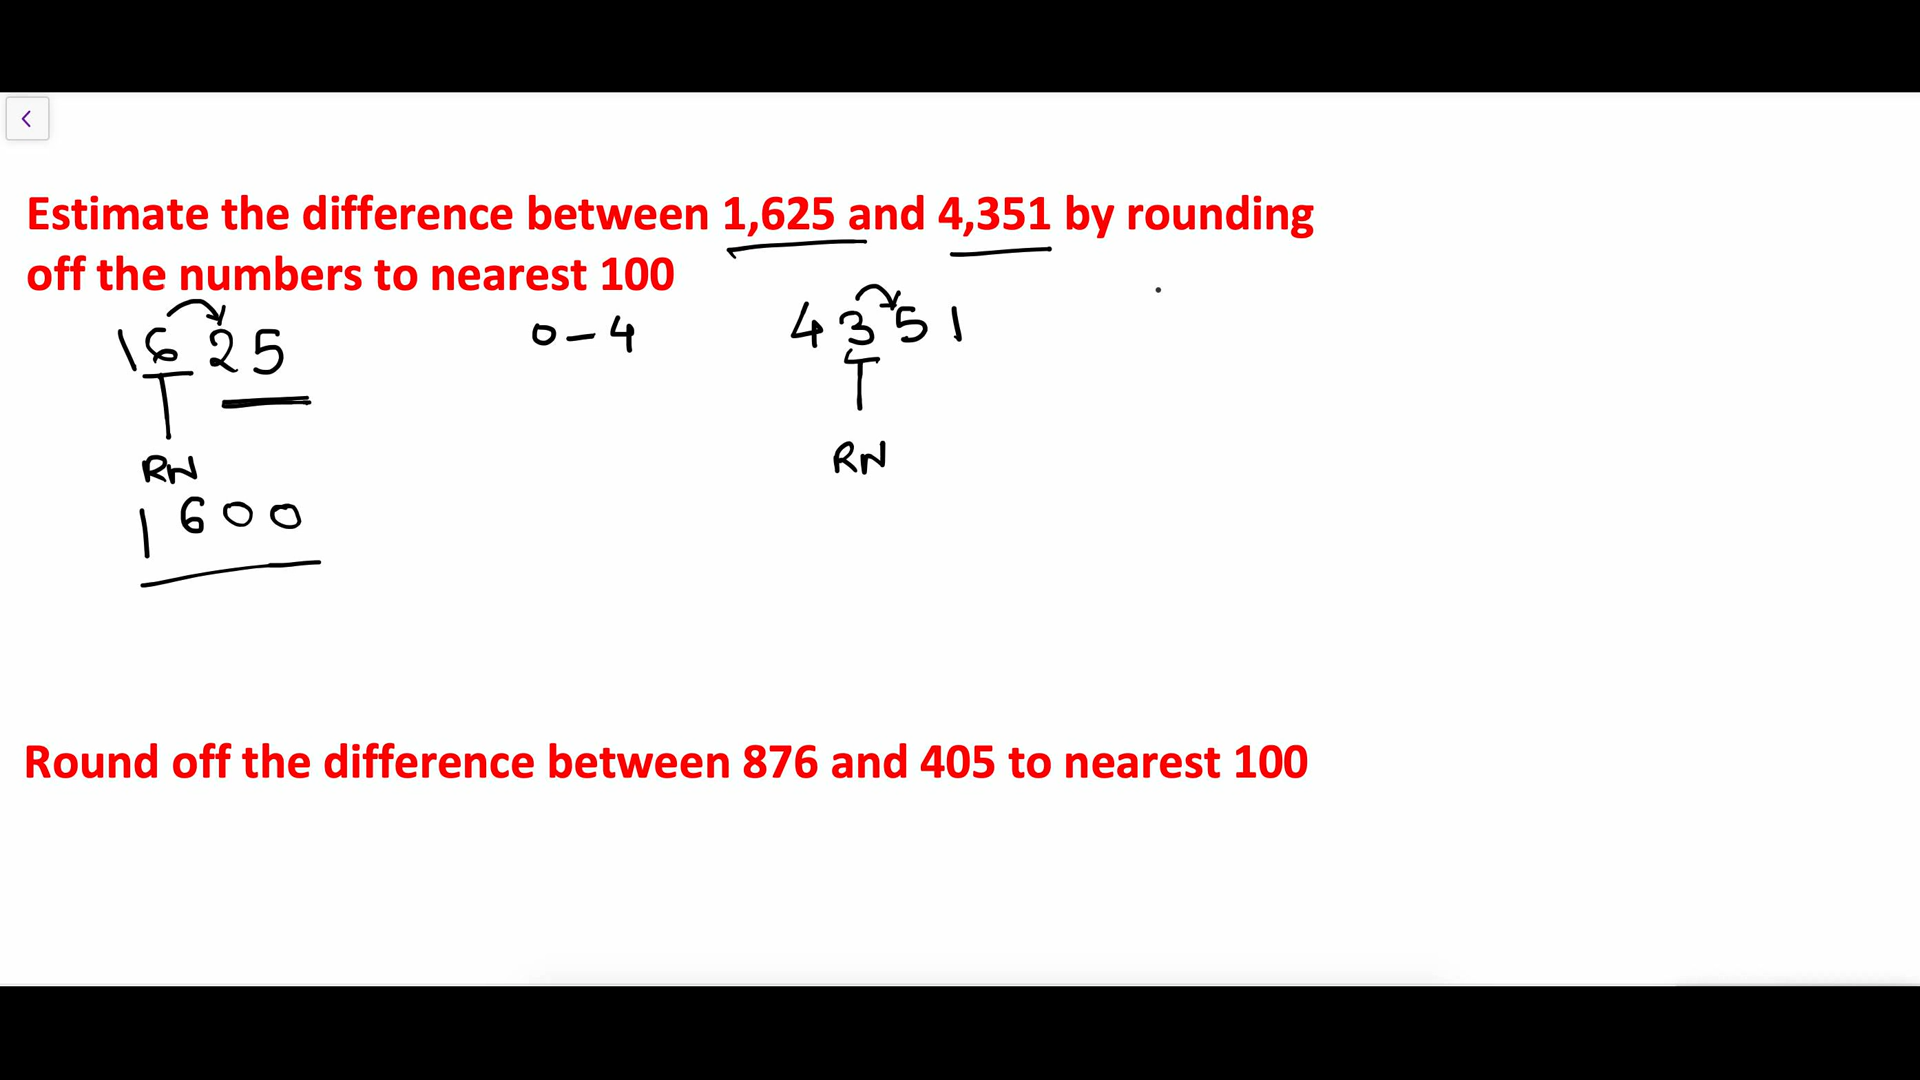 Estimate the difference between 1,625 and 4,351 by rounding
off the numbers to nearest 100
1625 0-4 4351
RN RN
1600
Round off the difference between 876 and 405 to nearest 100